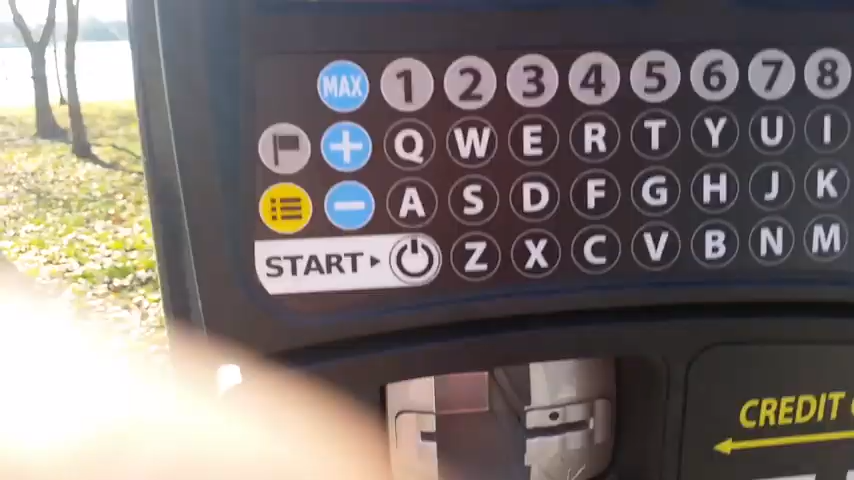 MAX 1 2 3 4 5 6 7 8
+ Q W E R T Y U I
- A S D F G H J K
START Z X C V B N M
CREDIT